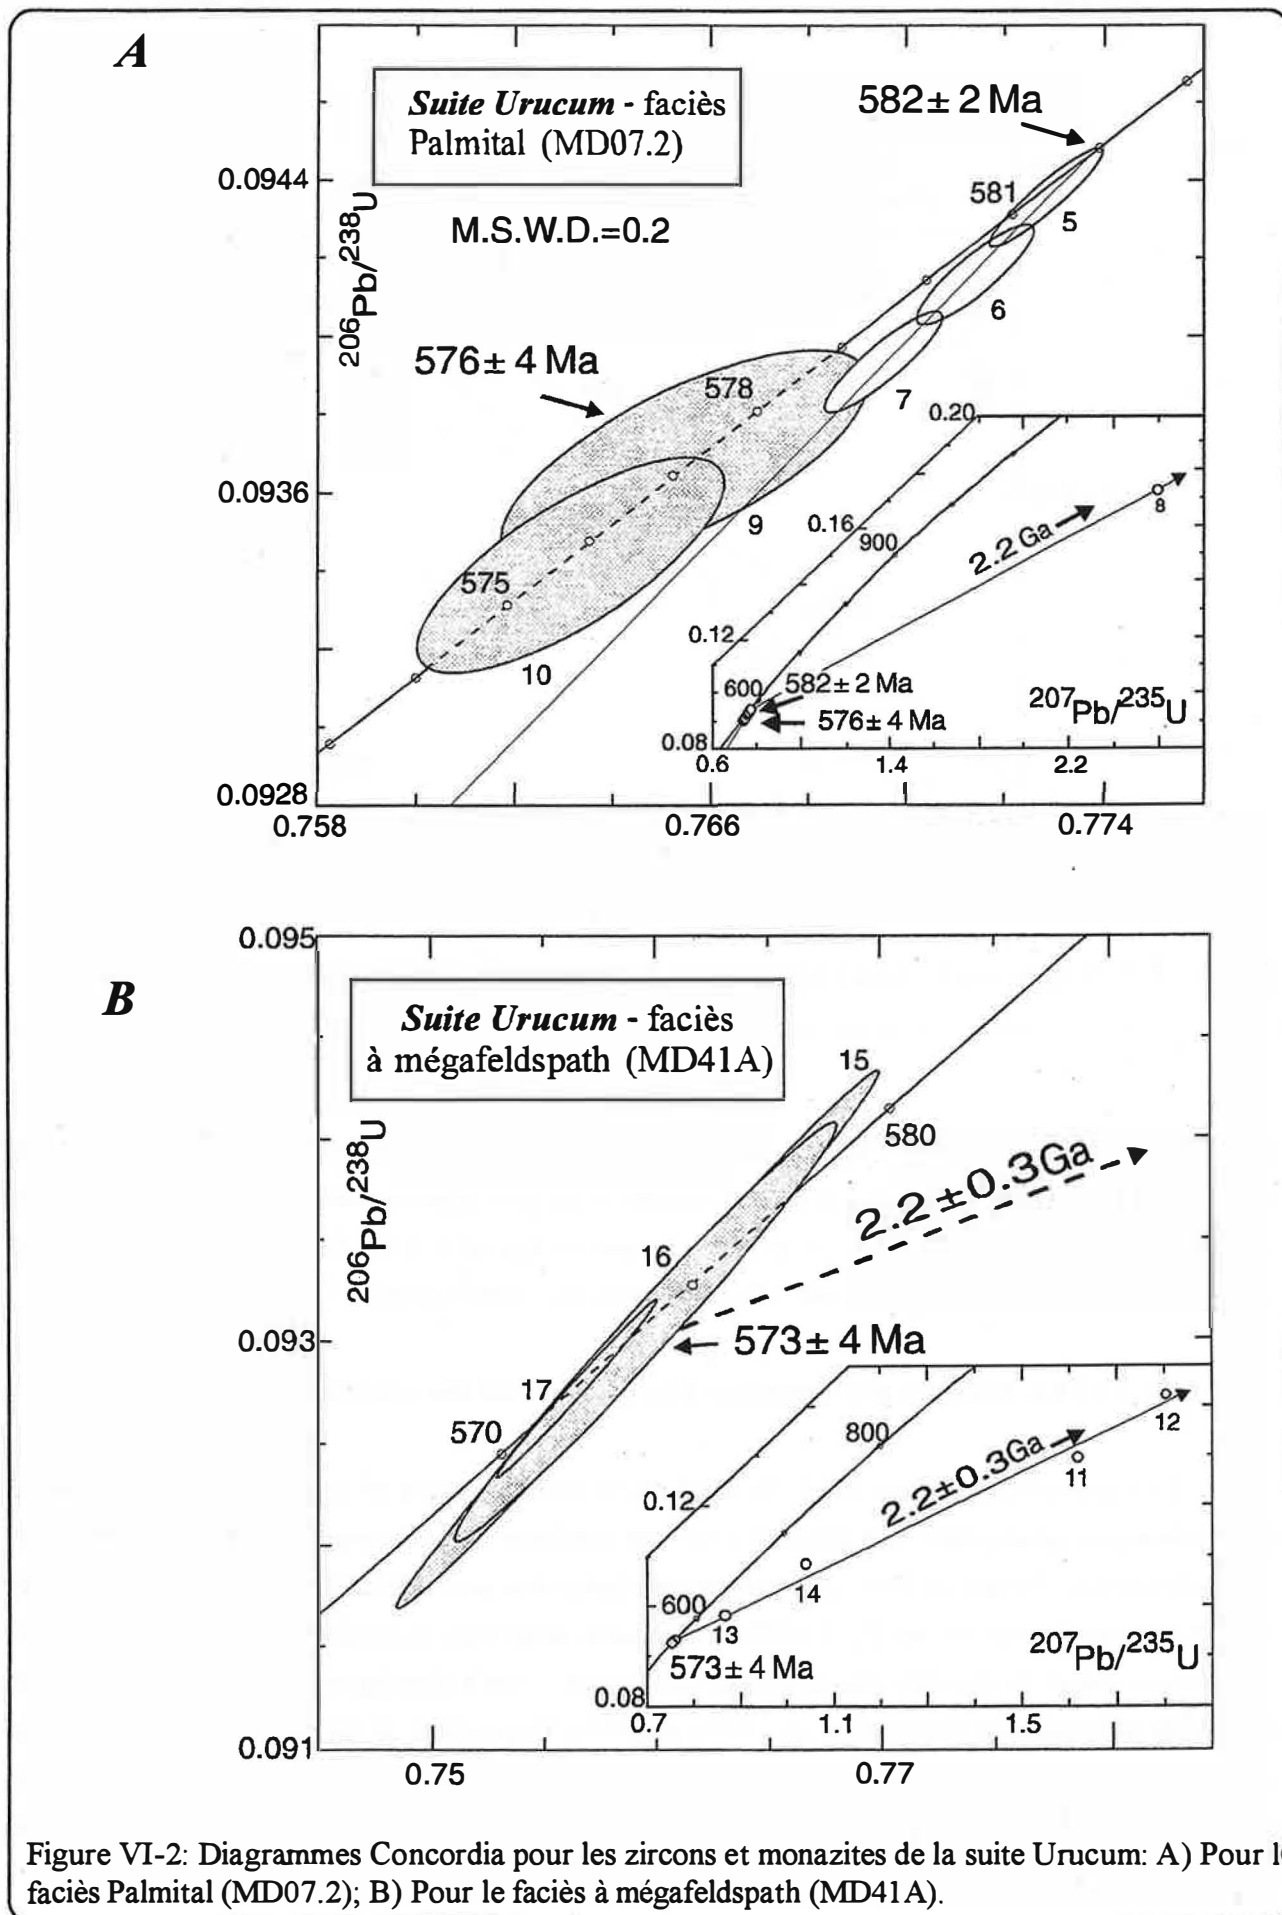 A
Suite Urucum - faciès
Palmital (MD07.2)
M.S.W.D.=0.2
582± 2 Ma
581
5
6
7
576± 4 Ma
578
575
9
10
0.0944
0.0936
0.0928
206Pb/238U
0.758
0.766
0.774
0.20
0.16
900
0.12
600
0.08
2.2 Ga
8
582± 2 Ma
576± 4 Ma
207Pb/235U
0.6
1.4
2.2
B
Suite Urucum - faciès
à mégafeldspath (MD41A)
0.095
0.093
0.091
206Pb/238U
15
580
16
17
570
2.2±0.3Ga
573± 4 Ma
800
0.12
600
0.08
2.2±0.3Ga
12
11
14
13
573± 4 Ma
207Pb/235U
0.7
1.1
1.5
0.75
0.77
Figure VI-2: Diagrammes Concordia pour les zircons et monazites de la suite Urucum: A) Pour
faciès Palmital (MD07.2); B) Pour le faciès à mégafeldspath (MD41A).